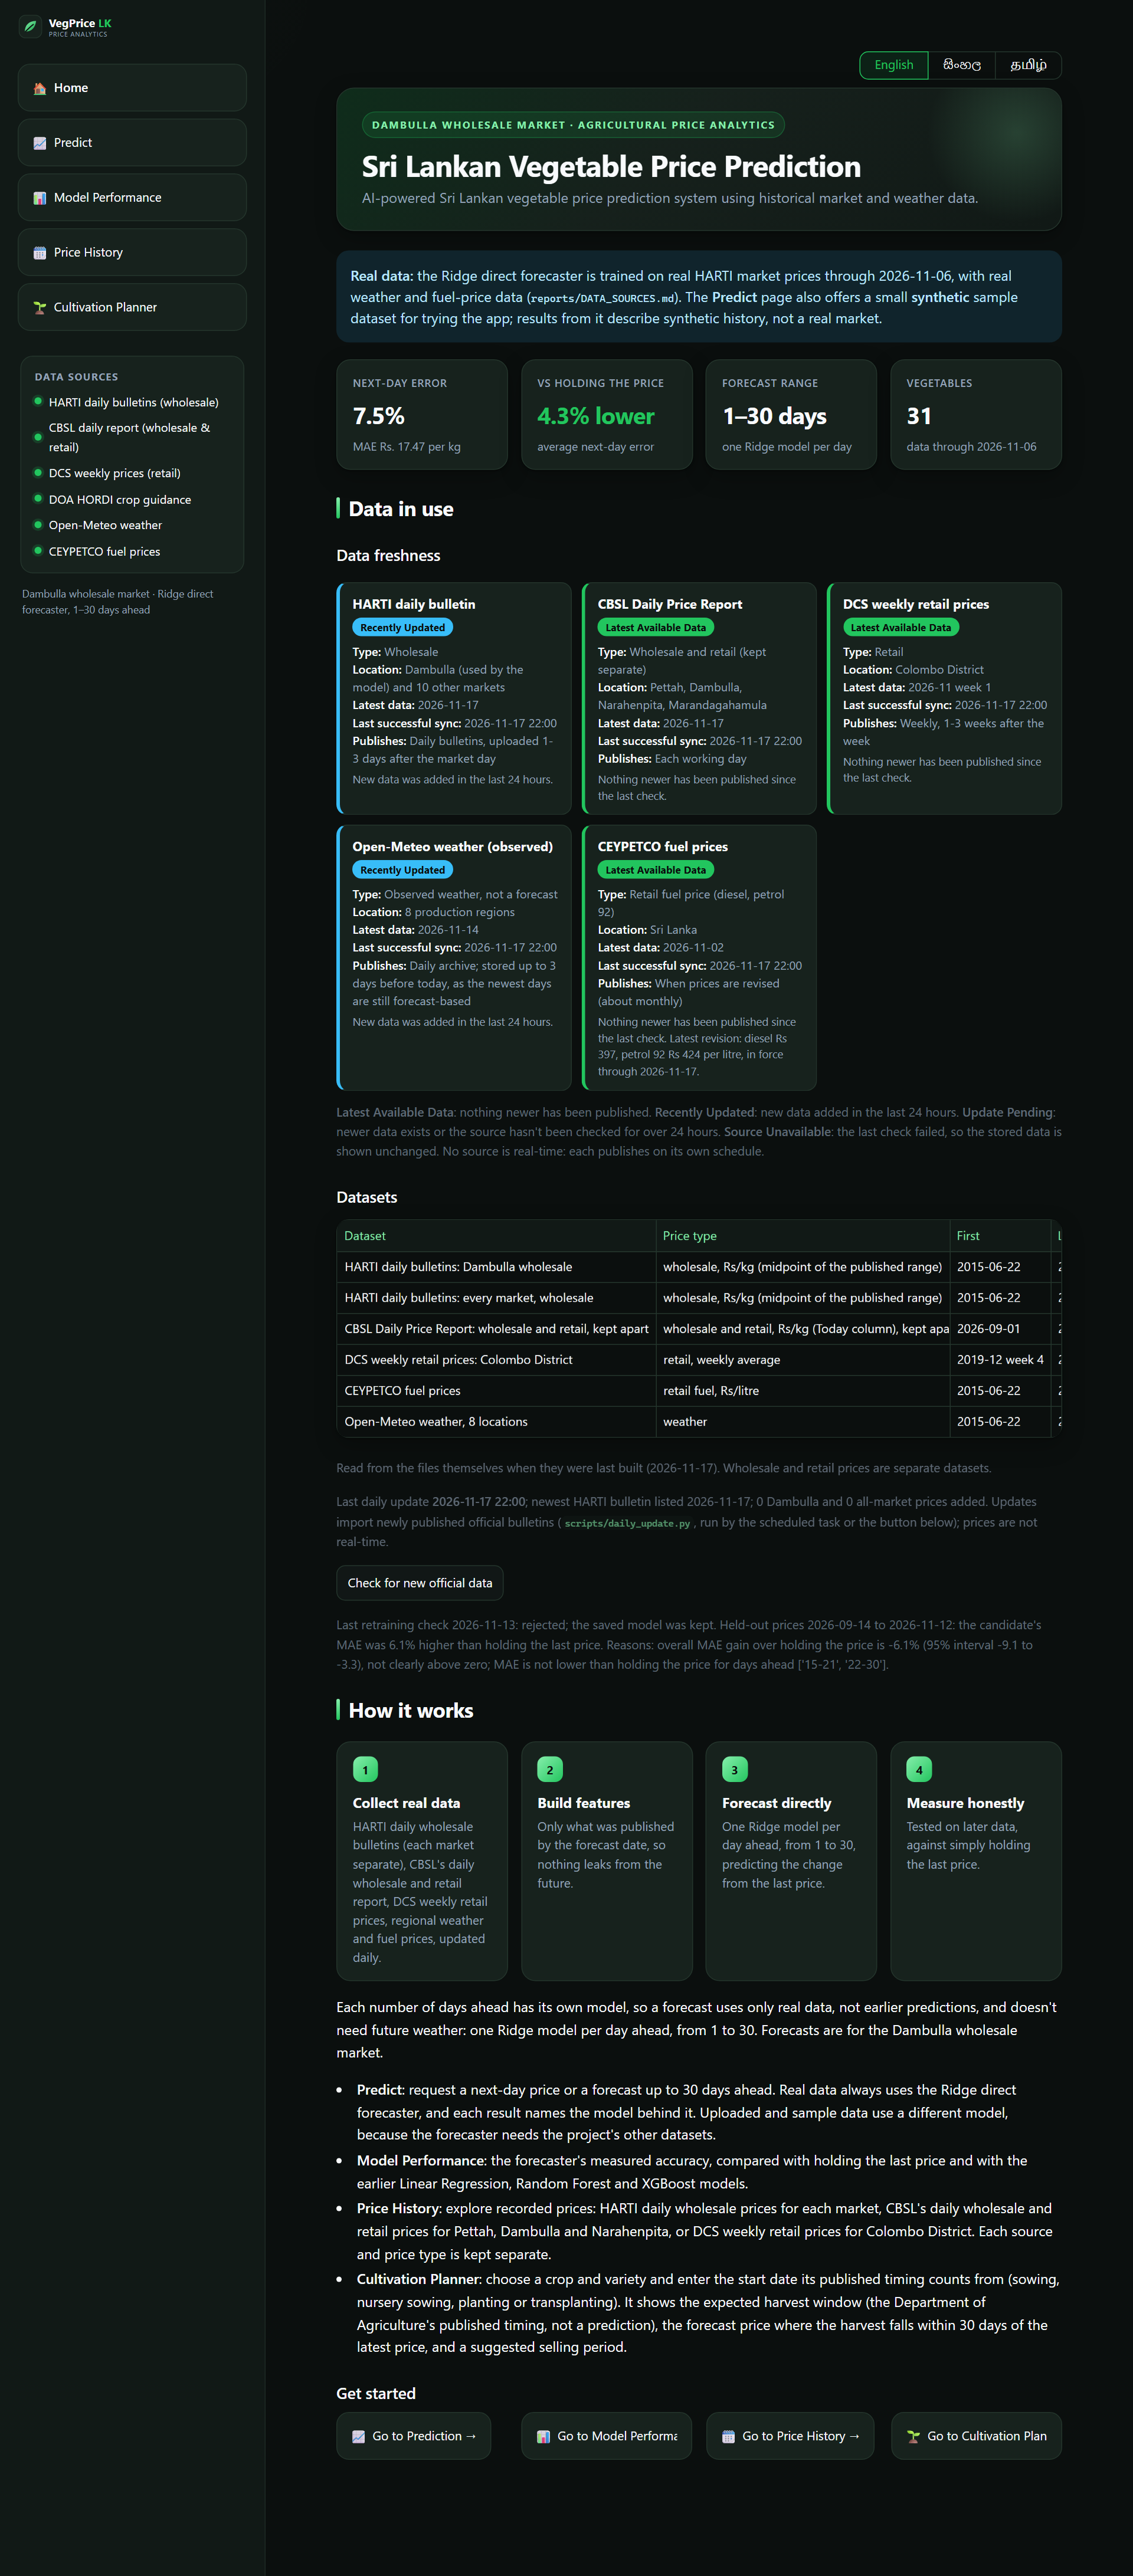 VegPrice LK
PRICE ANALYTICS
Home
Predict
Model Performance
Price History
Cultivation Planner
DATA SOURCES
HARTI daily bulletins (wholesale)
CBSL daily report (wholesale &
retail)
DCS weekly prices (retail)
DOA HORDI crop guidance
Open-Meteo weather
CEYPETCO fuel prices
Dambulla wholesale market · Ridge direct
forecaster, 1–30 days ahead
English
සිංහල
தமிழ்
DAMBULLA WHOLESALE MARKET · AGRICULTURAL PRICE ANALYTICS
Sri Lankan Vegetable Price Prediction
AI-powered Sri Lankan vegetable price prediction system using historical market and weather data.
Real data: the Ridge direct forecaster is trained on real HARTI market prices through 2026-11-06, with real
weather and fuel-price data (reports/DATA_SOURCES.md). The Predict page also offers a small synthetic sample
dataset for trying the app; results from it describe synthetic history, not a real market.
NEXT-DAY ERROR
7.5%
MAE Rs. 17.47 per kg
VS HOLDING THE PRICE
4.3% lower
average next-day error
FORECAST RANGE
1–30 days
one Ridge model per day
VEGETABLES
31
data through 2026-11-06
Data in use
Data freshness
HARTI daily bulletin
Recently Updated
Type: Wholesale
Location: Dambulla (used by the
model) and 10 other markets
Latest data: 2026-11-17
Last successful sync: 2026-11-17 22:00
Publishes: Daily bulletins, uploaded 1-
3 days after the market day
New data was added in the last 24 hours.
CBSL Daily Price Report
Latest Available Data
Type: Wholesale and retail (kept
separate)
Location: Pettah, Dambulla,
Narahenpita, Marandagahamula
Latest data: 2026-11-17
Last successful sync: 2026-11-17 22:00
Publishes: Each working day
Nothing newer has been published since
the last check.
DCS weekly retail prices
Latest Available Data
Type: Retail
Location: Colombo District
Latest data: 2026-11 week 1
Last successful sync: 2026-11-17 22:00
Publishes: Weekly, 1-3 weeks after the
week
Nothing newer has been published since
the last check.
Open-Meteo weather (observed)
Recently Updated
Type: Observed weather, not a forecast
Location: 8 production regions
Latest data: 2026-11-14
Last successful sync: 2026-11-17 22:00
Publishes: Daily archive; stored up to 3
days before today, as the newest days
are still forecast-based
New data was added in the last 24 hours.
CEYPETCO fuel prices
Latest Available Data
Type: Retail fuel price (diesel, petrol
92)
Location: Sri Lanka
Latest data: 2026-11-02
Last successful sync: 2026-11-17 22:00
Publishes: When prices are revised
(about monthly)
Nothing newer has been published since
the last check. Latest revision: diesel Rs
397, petrol 92 Rs 424 per litre, in force
through 2026-11-17.
Latest Available Data: nothing newer has been published. Recently Updated: new data added in the last 24 hours. Update Pending:
newer data exists or the source hasn't been checked for over 24 hours. Source Unavailable: the last check failed, so the stored data is
shown unchanged. No source is real-time: each publishes on its own schedule.
Datasets
Dataset Price type First
HARTI daily bulletins: Dambulla wholesale wholesale, Rs/kg (midpoint of the published range) 2015-06-22
HARTI daily bulletins: every market, wholesale wholesale, Rs/kg (midpoint of the published range) 2015-06-22
CBSL Daily Price Report: wholesale and retail, kept apart wholesale and retail, Rs/kg (Today column), kept apa 2026-09-01
DCS weekly retail prices: Colombo District retail, weekly average 2019-12 week 4
CEYPETCO fuel prices retail fuel, Rs/litre 2015-06-22
Open-Meteo weather, 8 locations weather 2015-06-22
Read from the files themselves when they were last built (2026-11-17). Wholesale and retail prices are separate datasets.
Last daily update 2026-11-17 22:00; newest HARTI bulletin listed 2026-11-17; 0 Dambulla and 0 all-market prices added. Updates
import newly published official bulletins ( scripts/daily_update.py , run by the scheduled task or the button below); prices are not
real-time.
Check for new official data
Last retraining check 2026-11-13: rejected; the saved model was kept. Held-out prices 2026-09-14 to 2026-11-12: the candidate's
MAE was 6.1% higher than holding the last price. Reasons: overall MAE gain over holding the price is -6.1% (95% interval -9.1 to
-3.3), not clearly above zero; MAE is not lower than holding the price for days ahead ['15-21', '22-30'].
How it works
1
Collect real data
HARTI daily wholesale
bulletins (each market
separate), CBSL's daily
wholesale and retail
report, DCS weekly retail
prices, regional weather
and fuel prices, updated
daily.
2
Build features
Only what was published
by the forecast date, so
nothing leaks from the
future.
3
Forecast directly
One Ridge model per
day ahead, from 1 to 30,
predicting the change
from the last price.
4
Measure honestly
Tested on later data,
against simply holding
the last price.
Each number of days ahead has its own model, so a forecast uses only real data, not earlier predictions, and doesn't
need future weather: one Ridge model per day ahead, from 1 to 30. Forecasts are for the Dambulla wholesale
market.
• Predict: request a next-day price or a forecast up to 30 days ahead. Real data always uses the Ridge direct
forecaster, and each result names the model behind it. Uploaded and sample data use a different model,
because the forecaster needs the project's other datasets.
• Model Performance: the forecaster's measured accuracy, compared with holding the last price and with the
earlier Linear Regression, Random Forest and XGBoost models.
• Price History: explore recorded prices: HARTI daily wholesale prices for each market, CBSL's daily wholesale and
retail prices for Pettah, Dambulla and Narahenpita, or DCS weekly retail prices for Colombo District. Each source
and price type is kept separate.
• Cultivation Planner: choose a crop and variety and enter the start date its published timing counts from (sowing,
nursery sowing, planting or transplanting). It shows the expected harvest window (the Department of
Agriculture's published timing, not a prediction), the forecast price where the harvest falls within 30 days of the
latest price, and a suggested selling period.
Get started
Go to Prediction →
Go to Model Performa
Go to Price History →
Go to Cultivation Plan